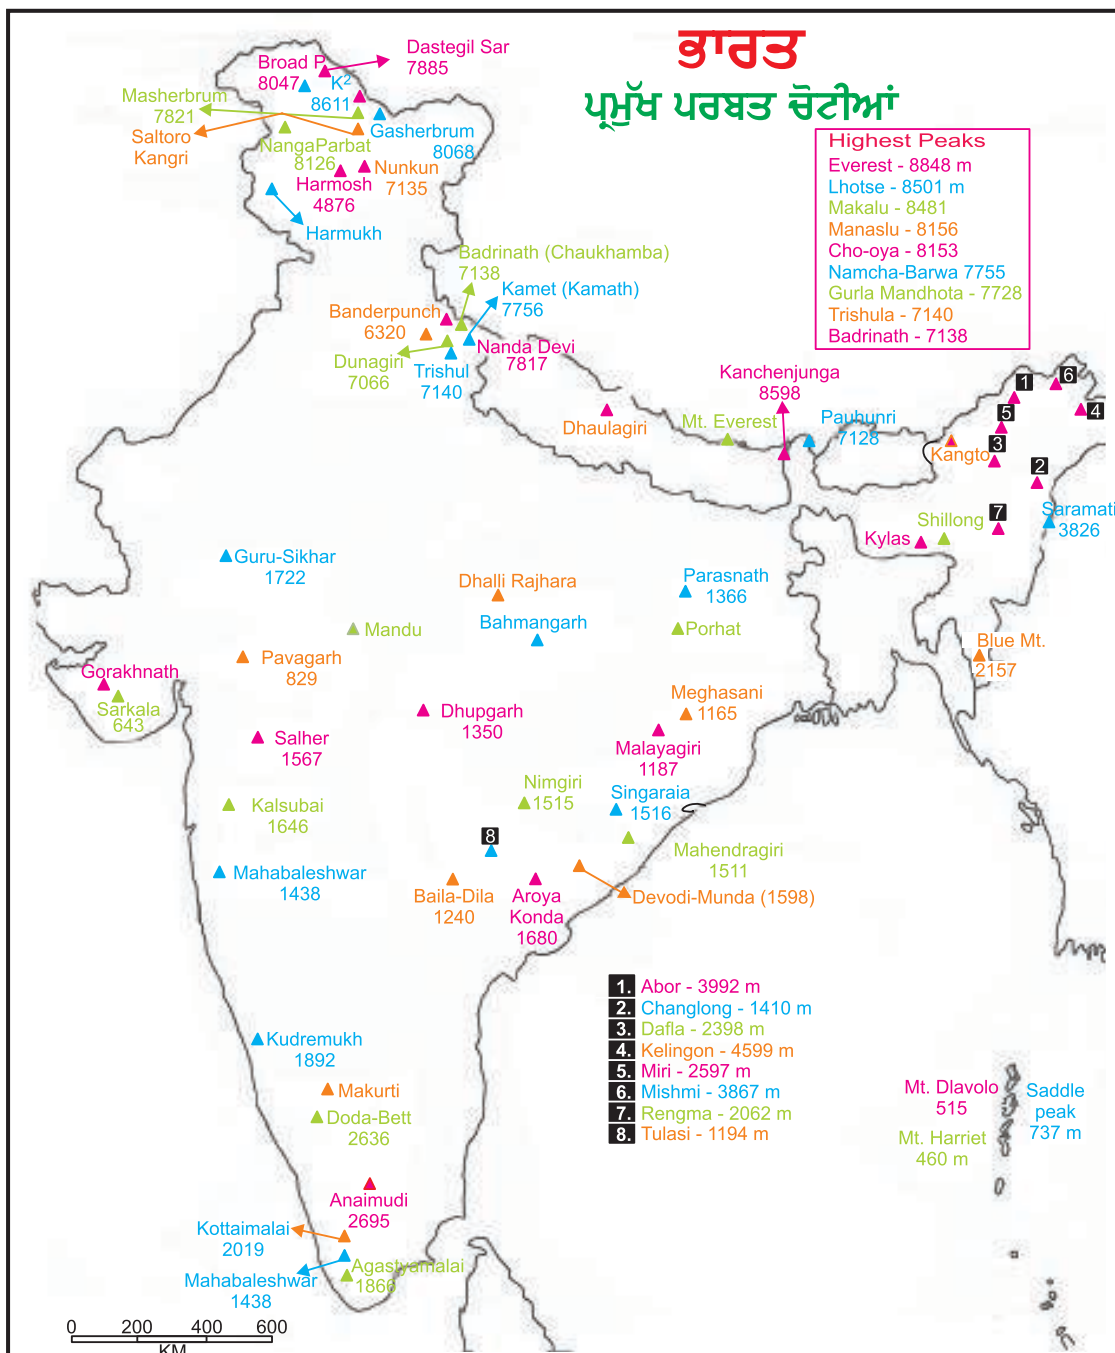 ਭਾਰਤ
ਪ੍ਰਮੁੱਖ ਪਰਬਤ ਚੋਟੀਆਂ
Highest Peaks
Everest - 8848 m
Lhotse - 8501 m
Makalu - 8481
Manaslu - 8156
Cho-oya - 8153
Namcha-Barwa 7755
Gurla Mandhota - 7728
Trishula - 7140
Badrinath - 7138
Dastegil Sar
7885
Broad P.
8047
K2
8611
Masherbrum
7821
Saltoro
Kangri
Gasherbrum
8068
NangaParbat
8126
Nunkun
7135
Harmosh
4876
Harmukh
Badrinath (Chaukhamba)
7138
Kamet (Kamath)
7756
Banderpunch
6320
Dunagiri
7066
Trishul
7140
Nanda Devi
7817
Kanchenjunga
8598
Dhaulagiri
Mt. Everest
Pauhunri
7128
Kangto
1
6
5
4
3
2
7
Saramati
3826
Shillong
Kylas
Guru-Sikhar
1722
Dhalli Rajhara
Parasnath
1366
Mandu
Bahmangarh
Porhat
Pavagarh
829
Blue Mt.
2157
Gorakhnath
Sarkala
643
Meghasani
1165
Dhupgarh
1350
Salher
1567
Malayagiri
1187
Kalsubai
1646
Nimgiri
1515
Singaraia
1516
8
Mahendragiri
1511
Mahabaleshwar
1438
Baila-Dila
1240
Aroya
Konda
1680
Devodi-Munda (1598)
1. Abor - 3992 m
2. Changlong - 1410 m
3. Dafla - 2398 m
4. Kelingon - 4599 m
5. Miri - 2597 m
6. Mishmi - 3867 m
7. Rengma - 2062 m
8. Tulasi - 1194 m
Kudremukh
1892
Makurti
Doda-Bett
2636
Mt. Dlavolo
515
Saddle
peak
737 m
Mt. Harriet
460 m
Anaimudi
2695
Kottaimalai
2019
Agastyamalai
1866
Mahabaleshwar
1438
0 200 400 600
KM